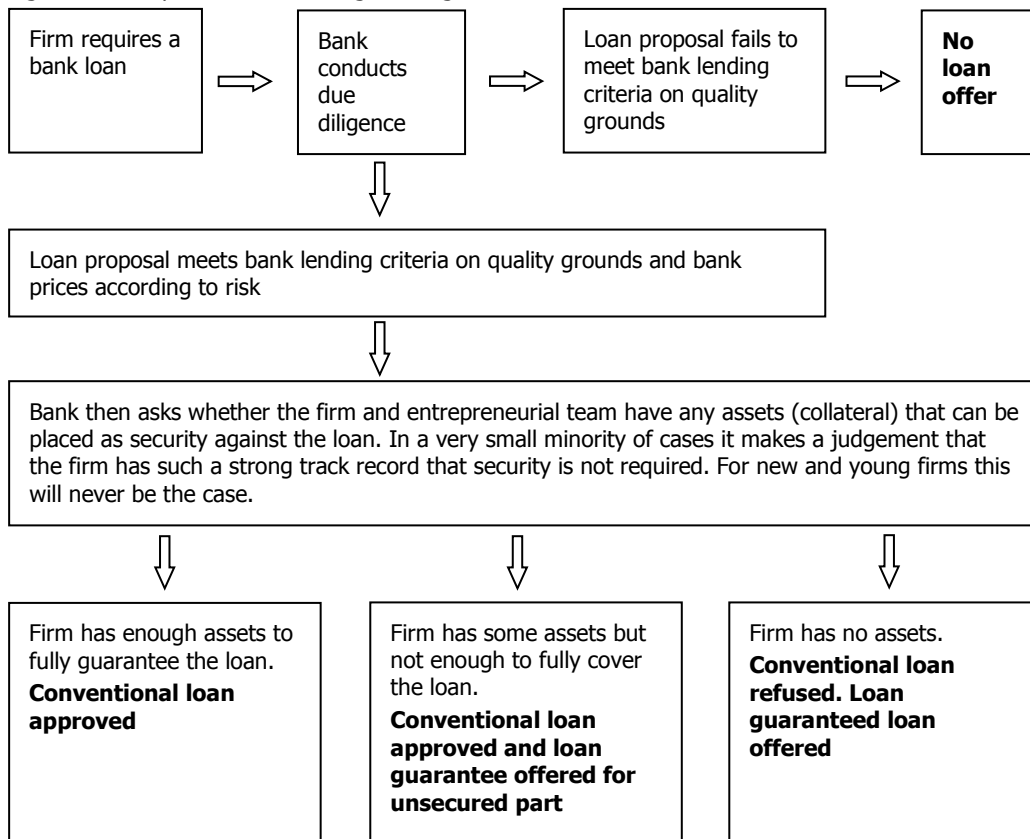 Firm requires a
bank loan
Bank
conducts
due
diligence
Loan proposal fails to
meet bank lending
criteria on quality
grounds
No
loan
offer
Loan proposal meets bank lending criteria on quality grounds and bank
prices according to risk
Bank then asks whether the firm and entrepreneurial team have any assets (collateral) that can be
placed as security against the loan. In a very small minority of cases it makes a judgement that
the firm has such a strong track record that security is not required. For new and young firms this
will never be the case.
Firm has enough assets to
fully guarantee the loan.
Conventional loan
approved
Firm has some assets but
not enough to fully cover
the loan.
Conventional loan
approved and loan
guarantee offered for
unsecured part
Firm has no assets.
Conventional loan
refused. Loan
guaranteed loan
offered